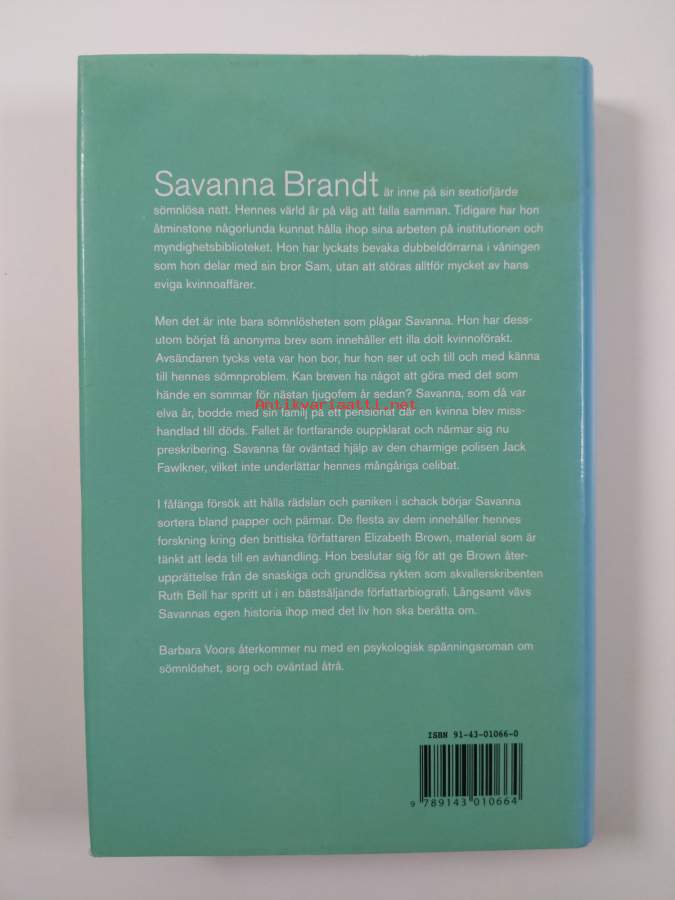 Savanna Brandt är inne på sin sextiofjärde
sömnlösa natt. Hennes värld är på väg att falla samman. Tidigare har hon
åtminstone någorlunda kunnat hålla ihop sina arbeten på institutionen och
myndighetsbiblioteket. Hon har lyckats bevaka dubbeldörrarna i våningen
som hon delar med sin bror Sam, utan att störas alltför mycket av hans
eviga kvinnoaffärer.
Men det är inte bara sömnlösheten som plågar Savanna. Hon har dess-
utom börjat få anonyma brev som innehåller ett illa dolt kvinnoförakt.
Avsändaren tycks veta var hon bor, hur hon ser ut och till och med känna
till hennes sömnproblem. Kan breven ha något att göra med det som
hände en sommar för nästan tjugofem år sedan? Savanna, som då var
Antikvariaatti.net
elva år, bodde med sin familj på ett pensionat där en kvinna blev miss-
handlad till döds. Fallet är fortfarande ouppklarat och närmar sig nu
preskribering. Savanna får oväntad hjälp av den charmige polisen Jack
Fawlkner, vilket inte underlättar hennes mångåriga celibat.
I fåfänga försök att hålla rädslan och paniken i schack börjar Savanna
sortera bland papper och pärmar. De flesta av dem innehåller hennes
forskning kring den brittiska författaren Elizabeth Brown, material som är
tänkt att leda till en avhandling. Hon beslutar sig för att ge Brown åter-
upprättelse från de snaskiga och grundlösa rykten som skvallerskribenten
Ruth Bell har spritt ut i en bästsäljande författarbiografi. Långsamt vävs
Savannas egen historia ihop med det liv hon ska berätta om.
Barbara Voors återkommer nu med en psykologisk spänningsroman om
sömnlöshet, sorg och oväntad åtrå.
ISBN 91-43-01066-0
9 789143 010664